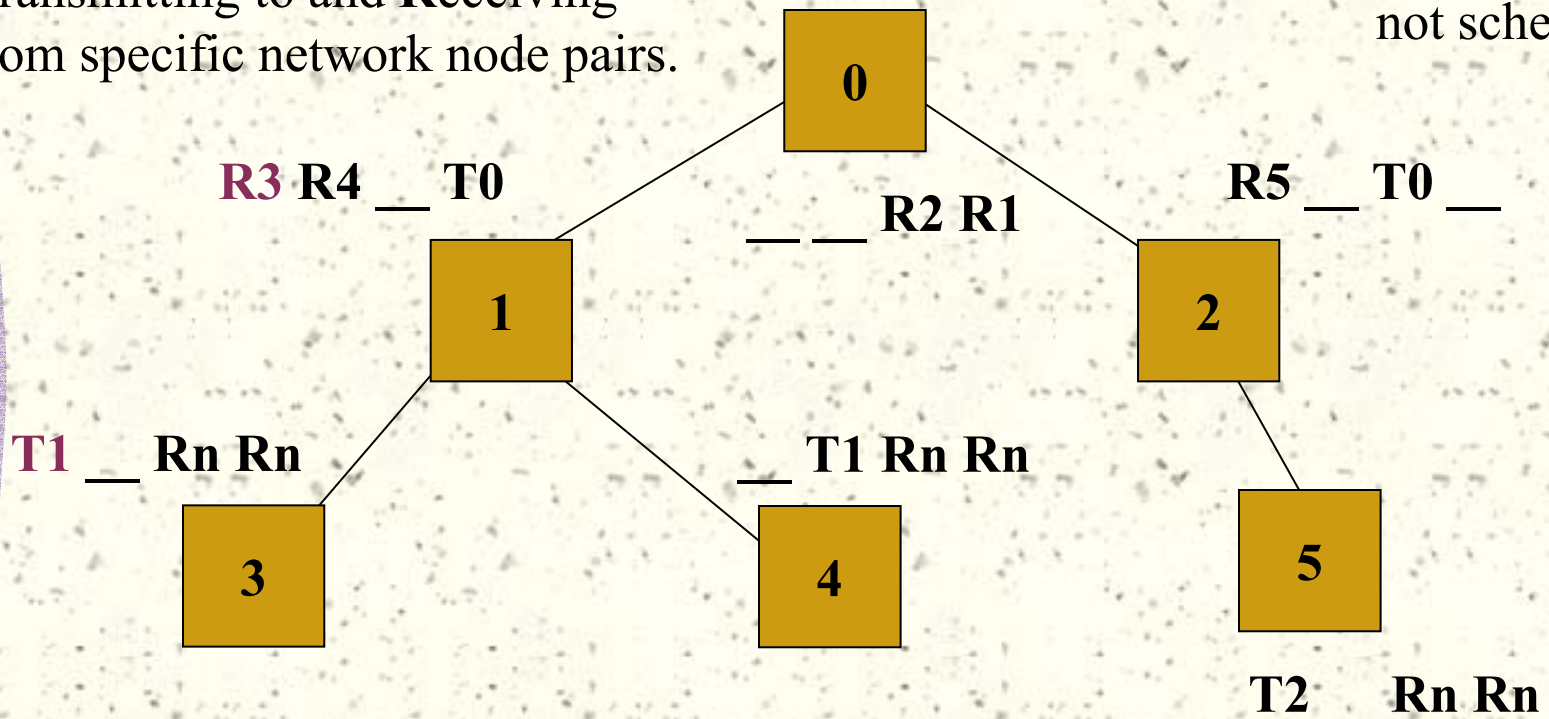 ransmitting to and Receiving
om specific network node pairs.
not sche
0
R3 R4 __ T0
__ __ R2 R1
R5 __ T0 __
1
2
T1 __ Rn Rn
__ T1 Rn Rn
3
4
5
T2 Rn Rn